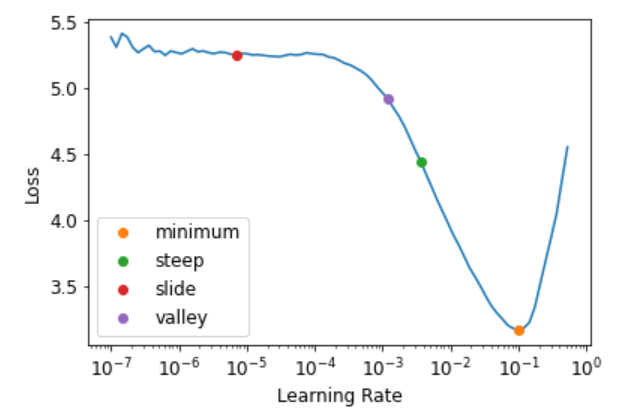 5.5
5.0
4.5
4.0
3.5
Loss
minimum
steep
slide
valley
10⁻⁷ 10⁻⁶ 10⁻⁵ 10⁻⁴ 10⁻³ 10⁻² 10⁻¹ 10⁰
Learning Rate